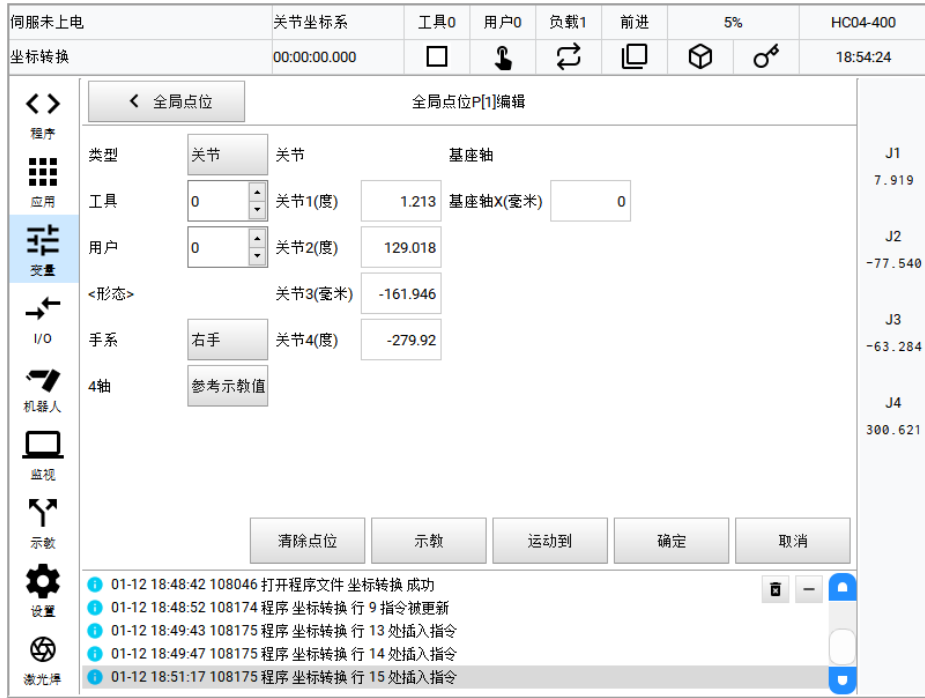 伺服未上电 关节坐标系 工具0 用户0 负载1 前进 5% HC04-400
坐标转换 00:00:00.000 18:54:24
程序
应用
变量
I/O
机器人
监视
示教
设置
激光焊
全局点位 全局点位P[1]编辑
类型 关节 关节 基座轴
工具 0 关节1(度) 1.213 基座轴X(毫米) 0
用户 0 关节2(度) 129.018
<形态> 关节3(毫米) -161.946
手系 右手 关节4(度) -279.92
4轴 参考示教值
清除点位 示教 运动到 确定 取消
01-12 18:48:42 108046 打开程序文件 坐标转换 成功
01-12 18:48:52 108174 程序 坐标转换 行 9 指令被更新
01-12 18:49:43 108175 程序 坐标转换 行 13 处插入指令
01-12 18:49:47 108175 程序 坐标转换 行 14 处插入指令
01-12 18:51:17 108175 程序 坐标转换 行 15 处插入指令
J1
7.919
J2
-77.540
J3
-63.284
J4
300.621